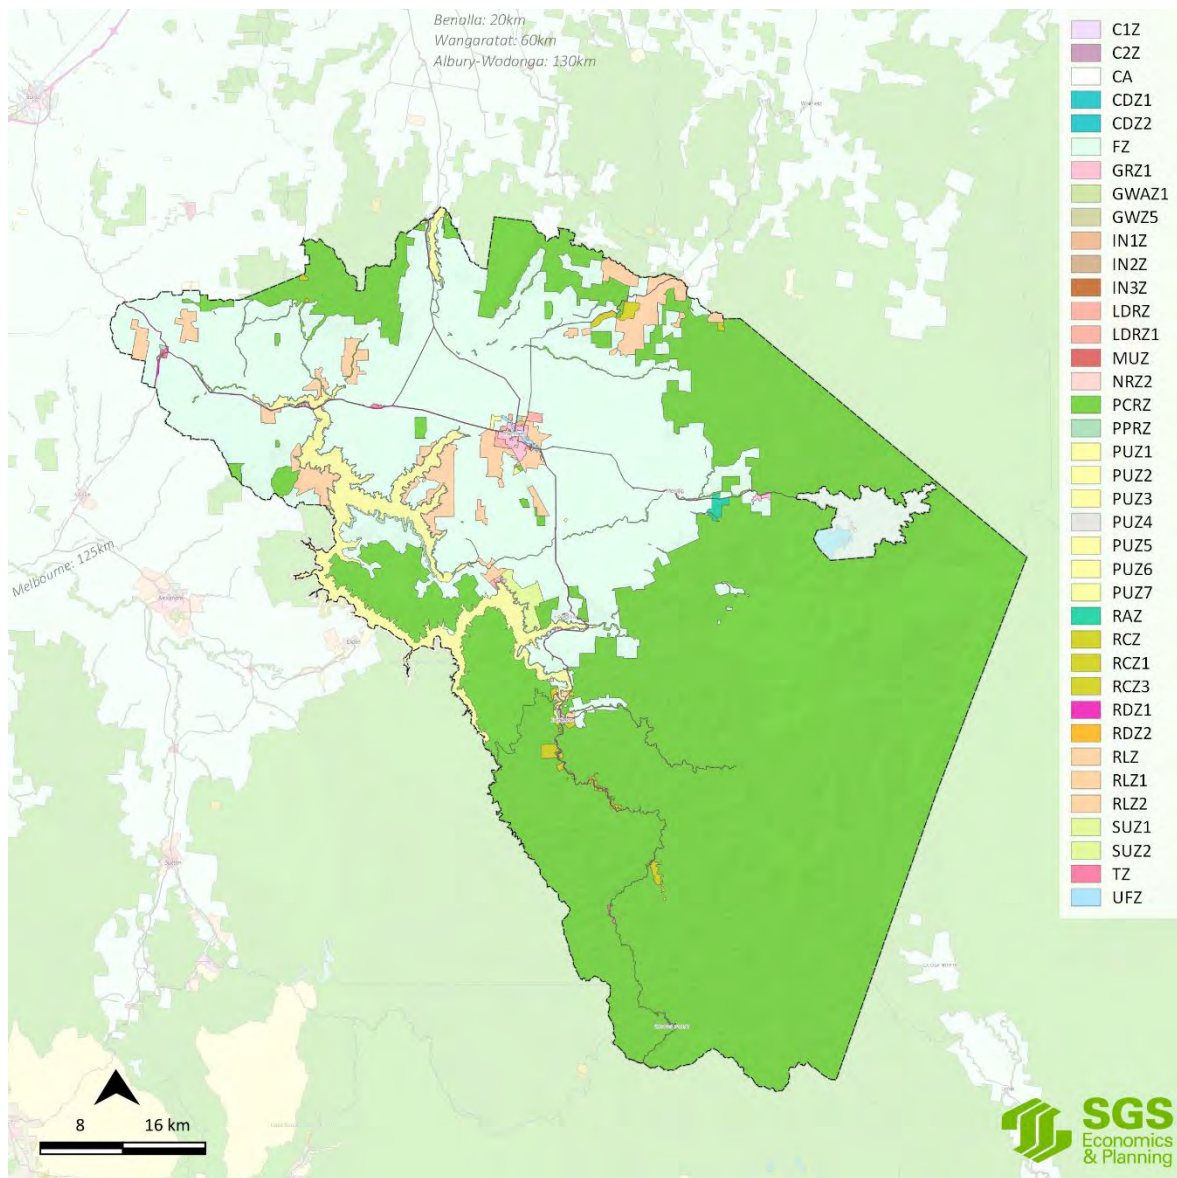 Benalla: 20km
Wangaratat: 60km
Albury-Wodonga: 130km
Melbourne: 125km
C1Z
C2Z
CA
CDZ1
CDZ2
FZ
GRZ1
GWAZ1
GWZ5
IN1Z
IN2Z
IN3Z
LDRZ
LDRZ1
MUZ
NRZ2
PCRZ
PPRZ
PUZ1
PUZ2
PUZ3
PUZ4
PUZ5
PUZ6
PUZ7
RAZ
RCZ
RCZ1
RCZ3
RDZ1
RDZ2
RLZ
RLZ1
RLZ2
SUZ1
SUZ2
TZ
UFZ
8 16 km
SGS
Economics
& Planning